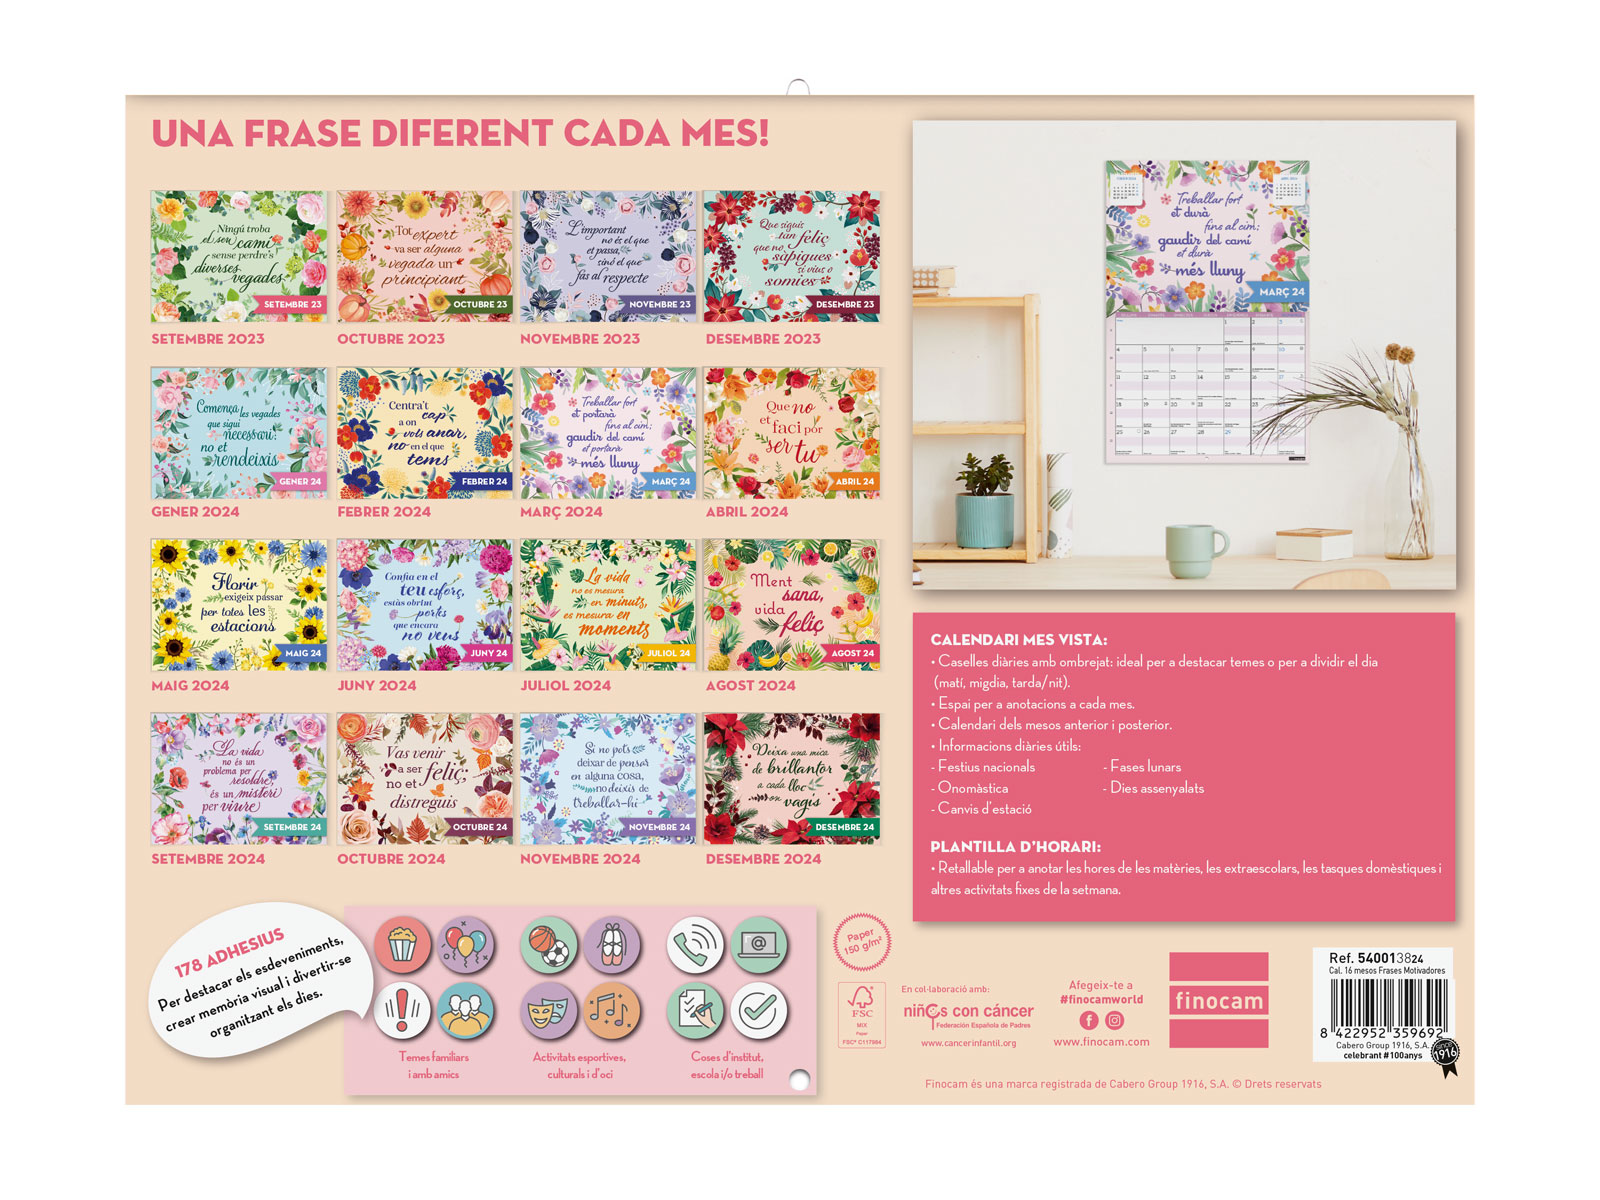 UNA FRASE DIFERENT CADA MES!
Ningú troba
el seu camí
sense perdre's
diverses
vegades
SETEMBRE 23
SETEMBRE 2023
Tot expert
va ser alguna
vegada un
principiant
OCTUBRE 23
OCTUBRE 2023
L'important
no és el que
et passa,
sinó el que
fas al respecte
NOVEMBRE 23
NOVEMBRE 2023
Que siguis
tan feliç
que no
sàpigues
si vius o
somies
DESEMBRE 23
DESEMBRE 2023
Comença
les vegades
que sigui
necessari:
no et
rendeixis
GENER 24
GENER 2024
Centra't
cap
a on
vols anar,
no en el que
tems
FEBRER 24
FEBRER 2024
Treballar fort
et portarà
fins al cim;
gaudir del camí
et portarà
més lluny
MARÇ 24
MARÇ 2024
Que no
et
faci por
ser tu
ABRIL 24
ABRIL 2024
Florir
exigeix passar
per totes les
estacions
MAIG 24
MAIG 2024
Confia en el
teu esforç,
estàs obrint
portes
que encara
no veus
JUNY 24
JUNY 2024
La vida
no es mesura
en minuts,
es mesura en
moments
JULIOL 24
JULIOL 2024
Ment
sana,
vida
feliç
AGOST 24
AGOST 2024
La vida
no és un
problema per
resoldre,
és un misteri
per viure
SETEMBRE 24
SETEMBRE 2024
Vas venir
a ser feliç;
no et
distreguis
OCTUBRE 24
OCTUBRE 2024
Si no pots
deixar de pensar
en alguna cosa,
no deixis de
treballar-hi
NOVEMBRE 24
NOVEMBRE 2024
Deixa una mica
de brillantor
a cada lloc
on vagis
DESEMBRE 24
DESEMBRE 2024
Treballar fort
et durà
fins al cim;
gaudir del camí
et durà
més lluny
MARÇ 24
CALENDARI MES VISTA:
• Caselles diàries amb ombrejat: ideal per a destacar temes o per a dividir el dia
(matí, migdia, tarda/nit).
• Espai per a anotacions a cada mes.
• Calendari dels mesos anterior i posterior.
• Informacions diàries útils:
- Festius nacionals
- Fases lunars
- Onomàstica
- Dies assenyalats
- Canvis d'estació
PLANTILLA D'HORARI:
• Retallable per a anotar les hores de les matèries, les extraescolars, les tasques domèstiques i
altres activitats fixes de la setmana.
178 ADHESIUS
Per destacar els esdeveniments,
crear memòria visual i divertir-se
organitzant els dies.
Temes familiars
i amb amics
Activitats esportives,
culturals i d'oci
Coses d'institut,
escola i/o treball
Paper
150 g/m²
FSC
MIX
Paper
FSC® C117984
En col·laboració amb:
niños con cáncer
Federación Española de Padres
www.cancerinfantil.org
Afegeix-te a
#finocamworld
www.finocam.com
finocam
Ref. 540013824
Cal. 16 mesos Frases Motivadores
8 422952 359692
Cabero Group 1916, S.A.
celebrant #100anys
SINCE
1916
Finocam és una marca registrada de Cabero Group 1916, S.A. © Drets reservats